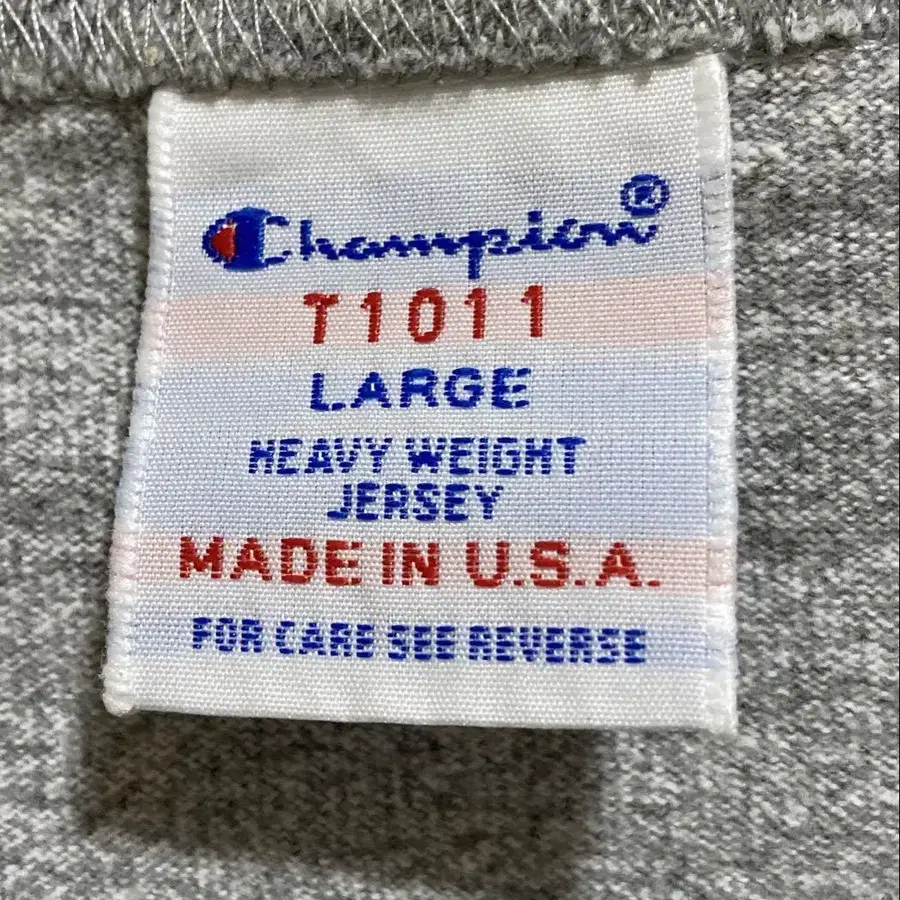 Champion®
T1011
LARGE
HEAVY WEIGHT
JERSEY
MADE IN U.S.A.
FOR CARE SEE REVERSE